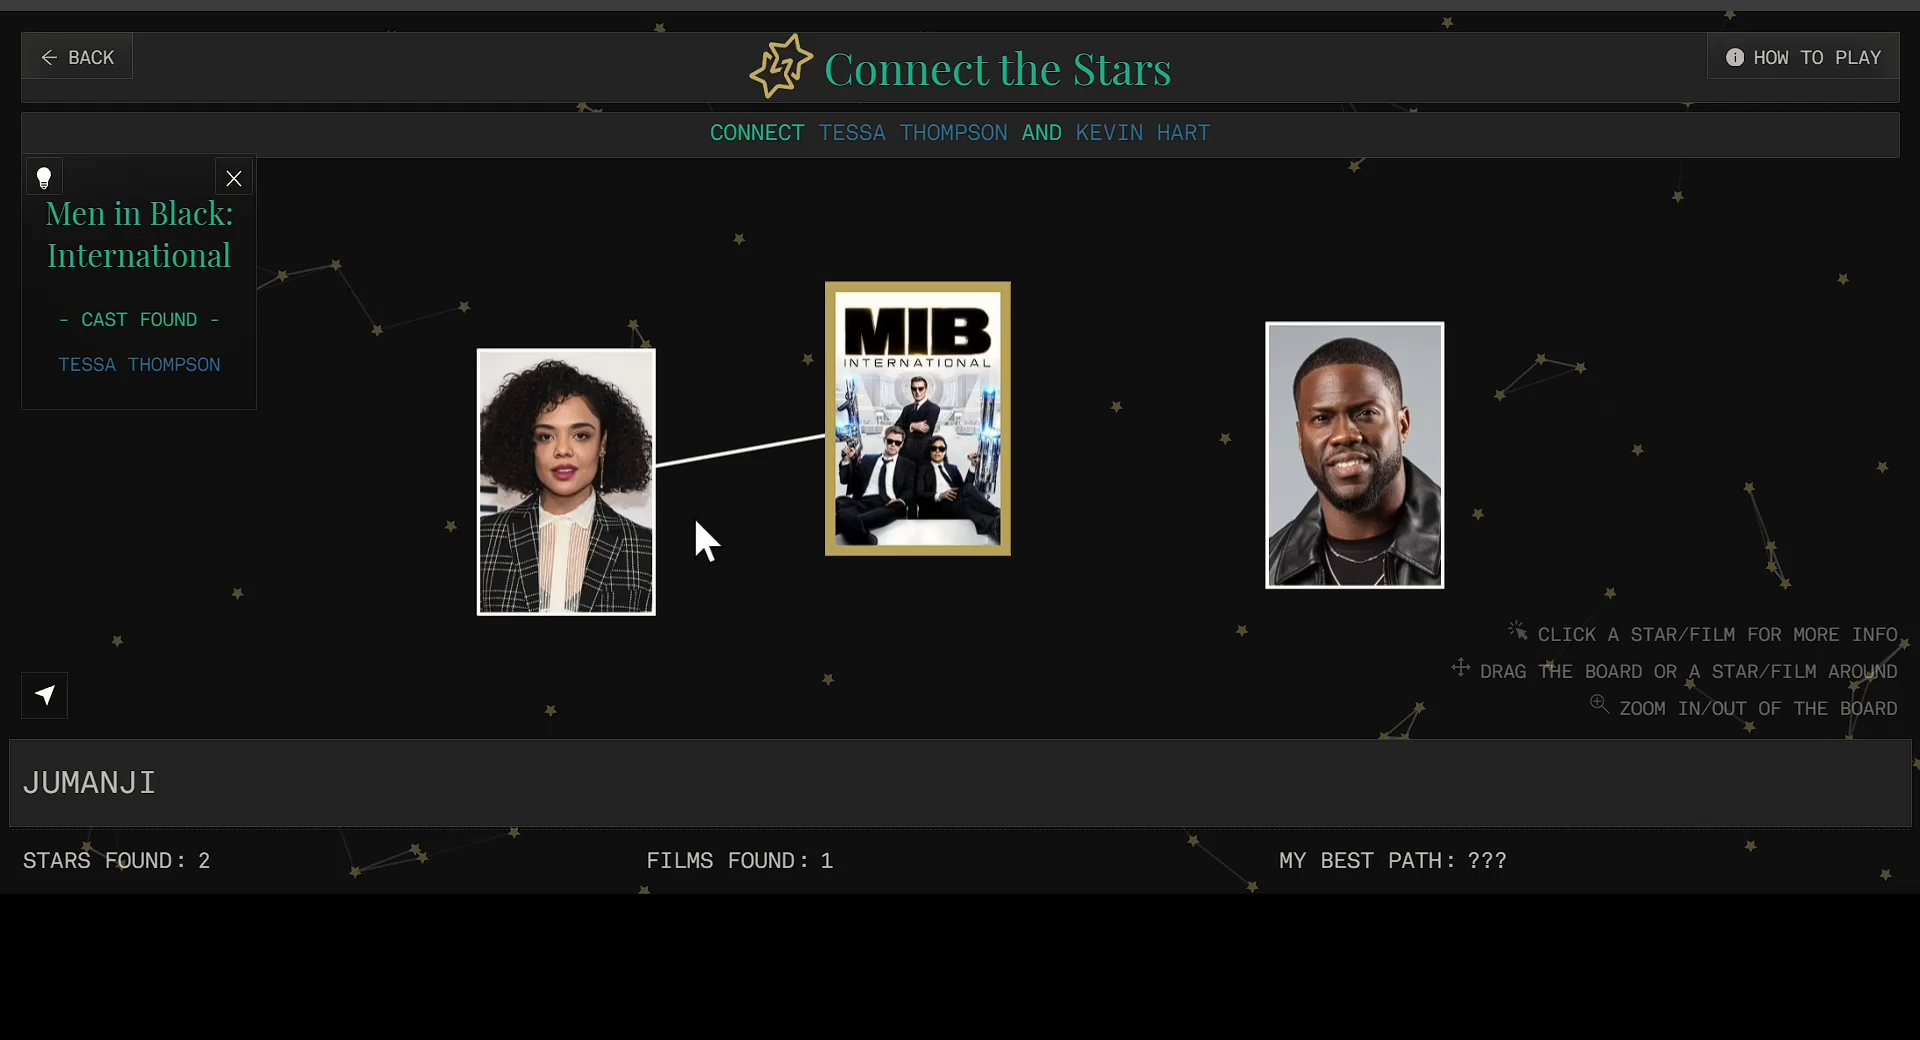 BACK
Connect the Stars
HOW TO PLAY
CONNECT TESSA THOMPSON AND KEVIN HART
Men in Black:
International
- CAST FOUND -
TESSA THOMPSON
MIB
INTERNATIONAL
CLICK A STAR/FILM FOR MORE INFO
DRAG THE BOARD OR A STAR/FILM AROUND
ZOOM IN/OUT OF THE BOARD
JUMANJI
STARS FOUND: 2
FILMS FOUND: 1
MY BEST PATH: ???